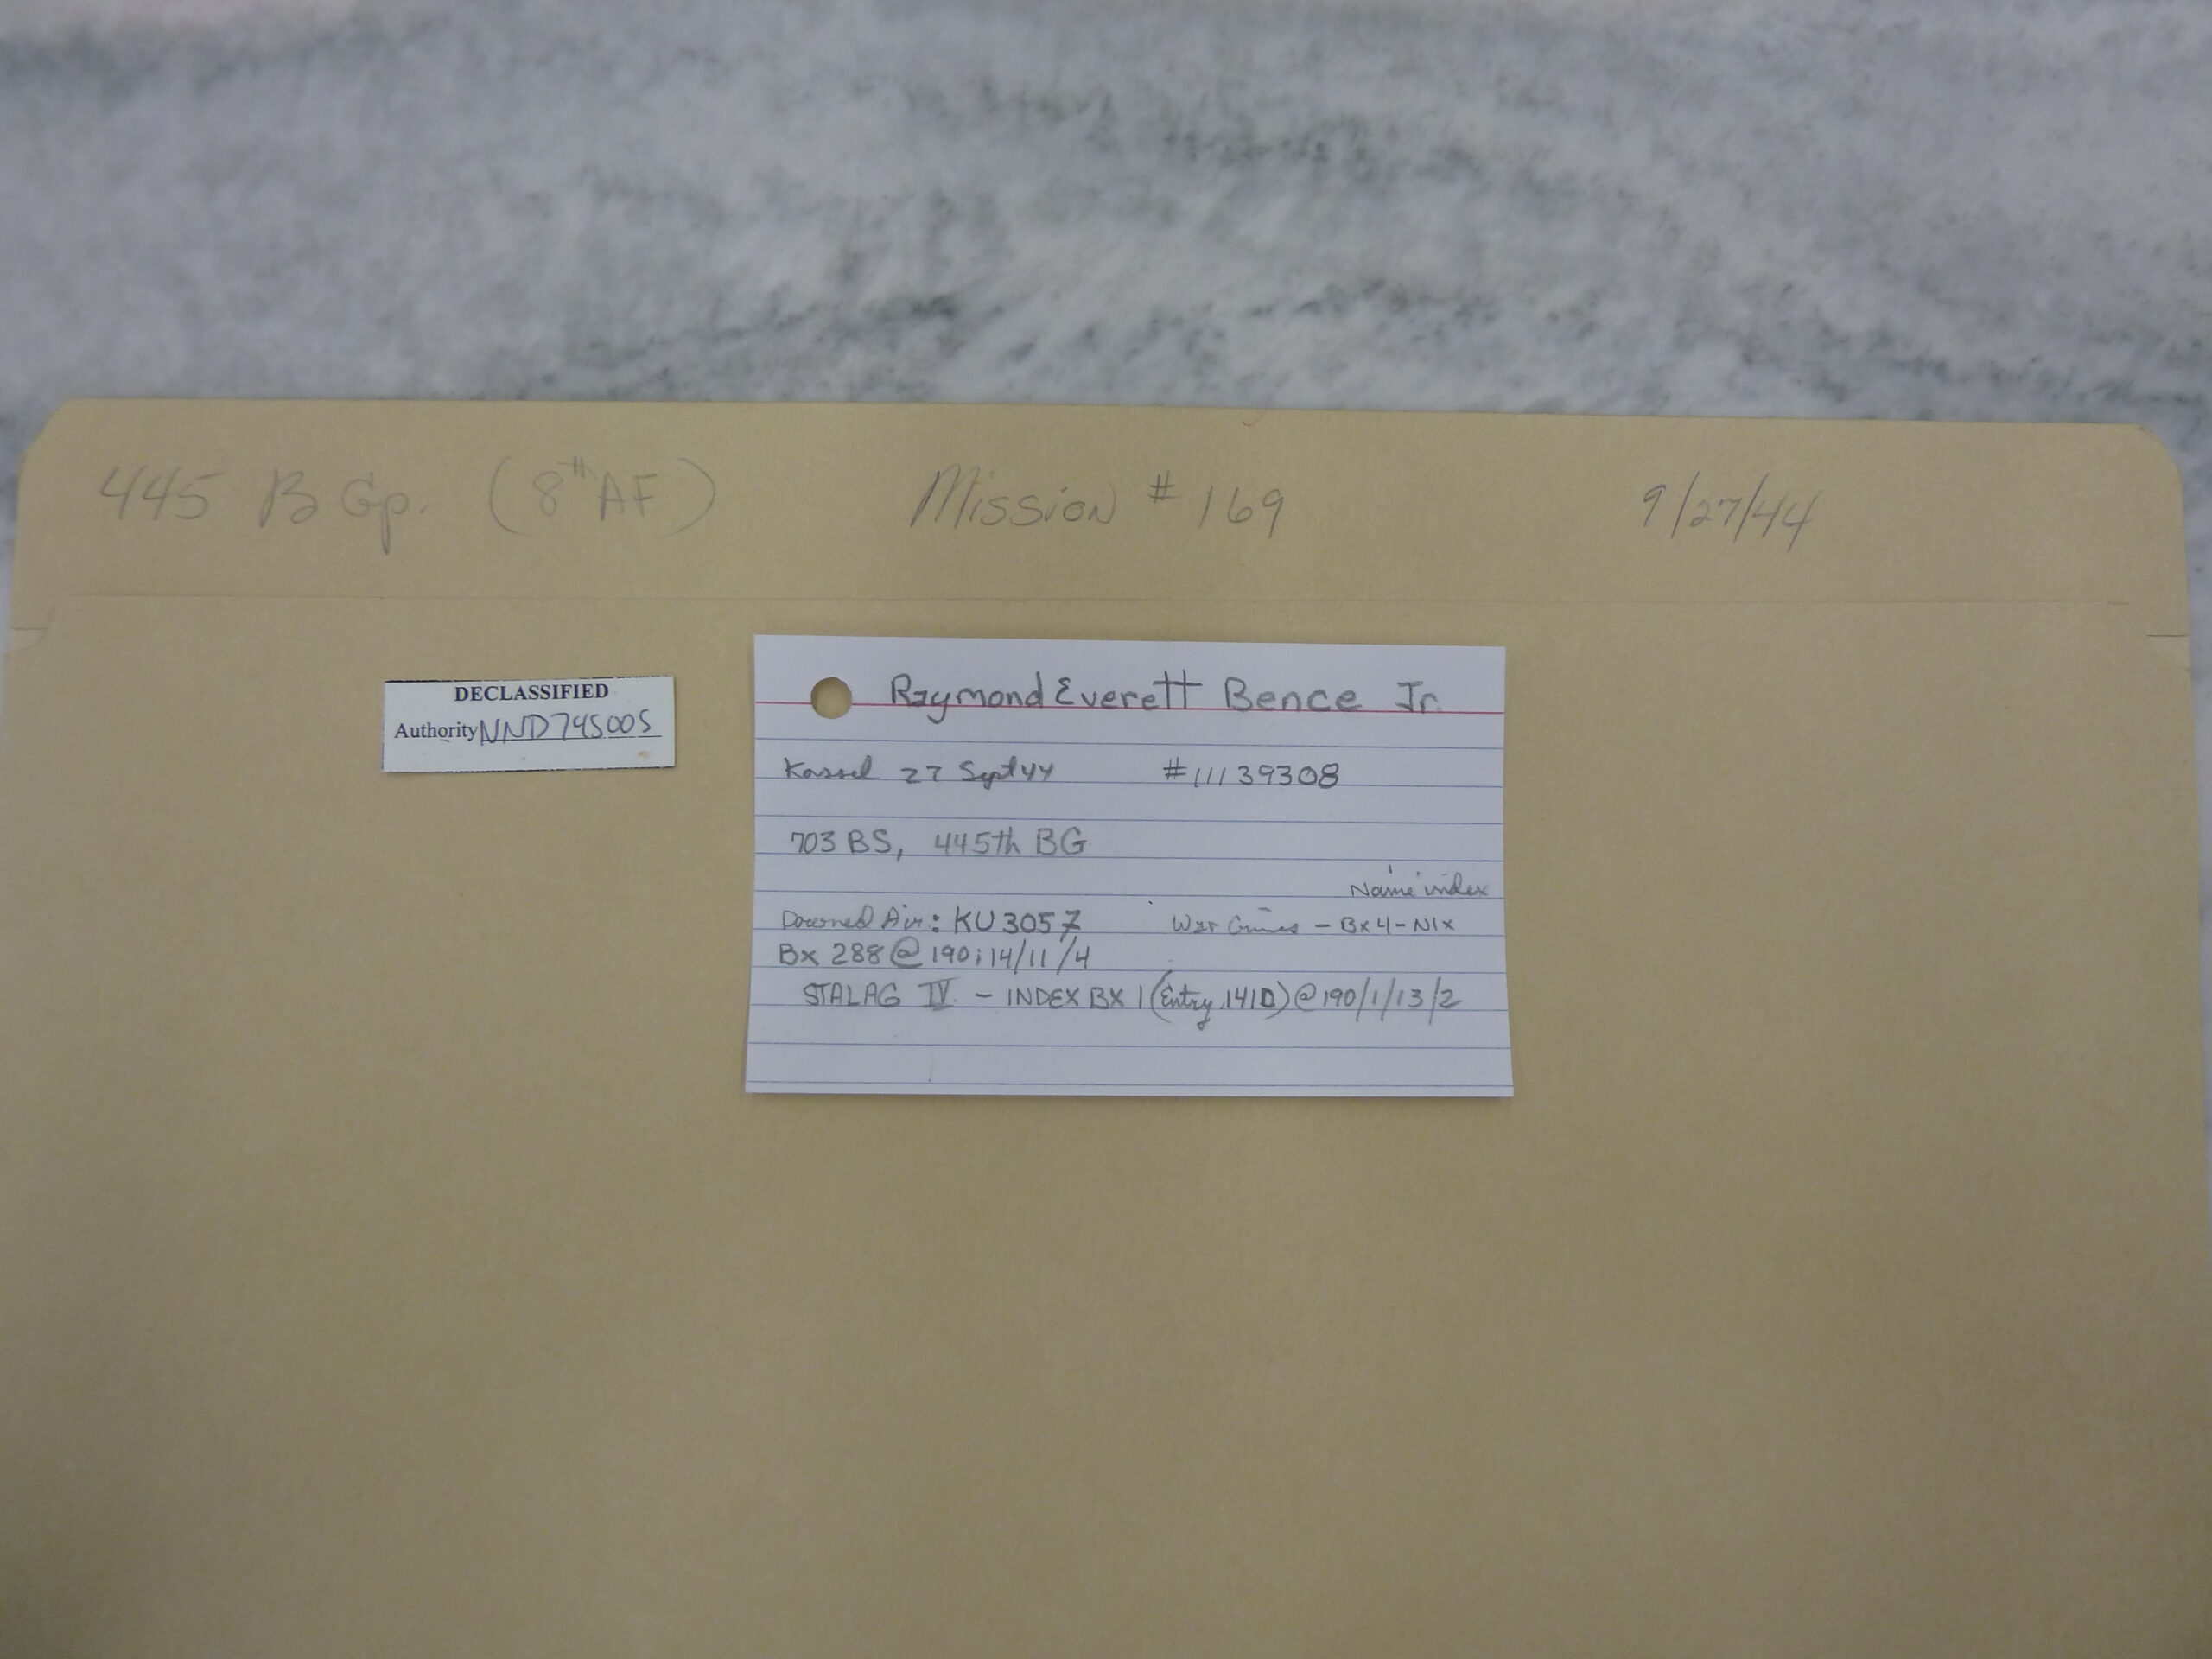 445 B Gp. (8th AF) Mission # 169 9/27/44
DECLASSIFIED
Authority NND 745005
Raymond Everett Bence Jr.
Kassel 27 Sept 44 #11139308
703 BS, 445th BG
Name index
Downed Air: KU 3057 War Crimes - Bx 4 - NIX
Bx 288 @ 190; 14/11/4
STALAG IV - INDEX BX 1 (Entry 141D) @ 190/1/13/2